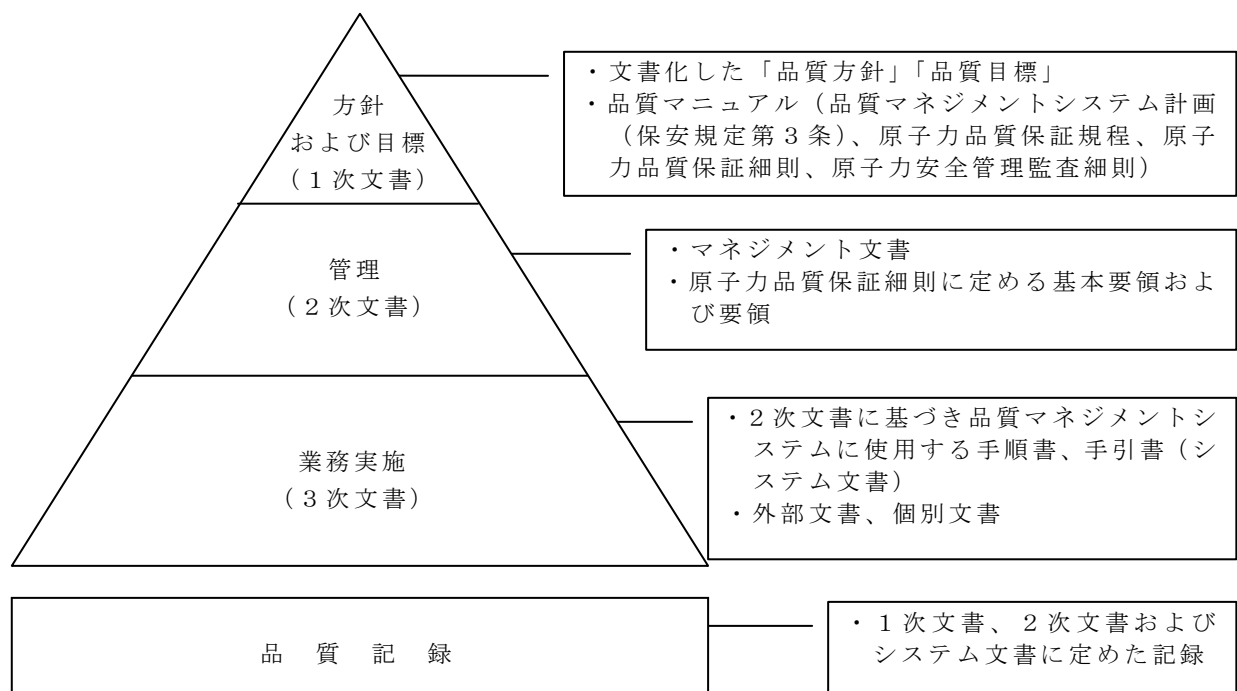 方針
および目標
(１次文書)
・文書化した「品質方針」「品質目標」
・品質マニュアル（品質マネジメントシステム計画
（保安規定第３条）、原子力品質保証規程、原子
力品質保証細則、原子力安全管理監査細則）
管理
(２次文書)
・マネジメント文書
・原子力品質保証細則に定める基本要領およ
び要領
業務実施
(３次文書)
・２次文書に基づき品質マネジメントシ
ステムに使用する手順書、手引書（シ
ステム文書）
・外部文書、個別文書
品 質 記 録
・１次文書、２次文書および
システム文書に定めた記録